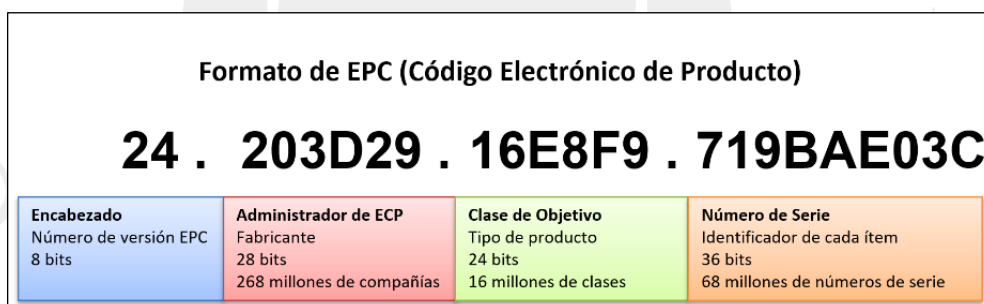 Formato de EPC (Código Electrónico de Producto)
24 . 203D29 . 16E8F9 . 719BAE03C
Encabezado
Número de versión EPC
8 bits
Administrador de ECP
Fabricante
28 bits
268 millones de compañías
Clase de Objetivo
Tipo de producto
24 bits
16 millones de clases
Número de Serie
Identificador de cada ítem
36 bits
68 millones de números de serie